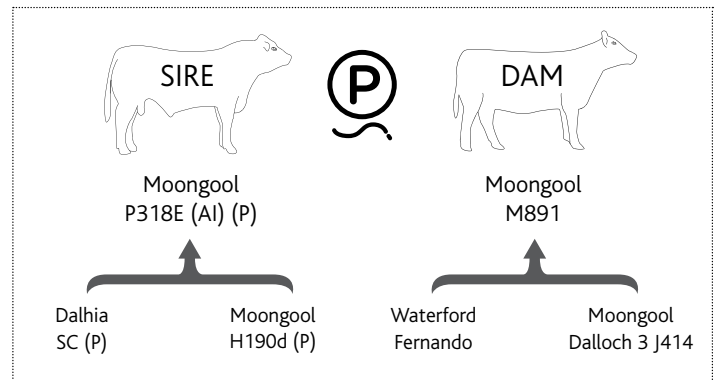 SIRE
P
DAM
Moongool
P318E (AI) (P)
Moongool
M891
Dalhia
SC (P)
Moongool
H190d (P)
Waterford
Fernando
Moongool
Dalloch 3 J414